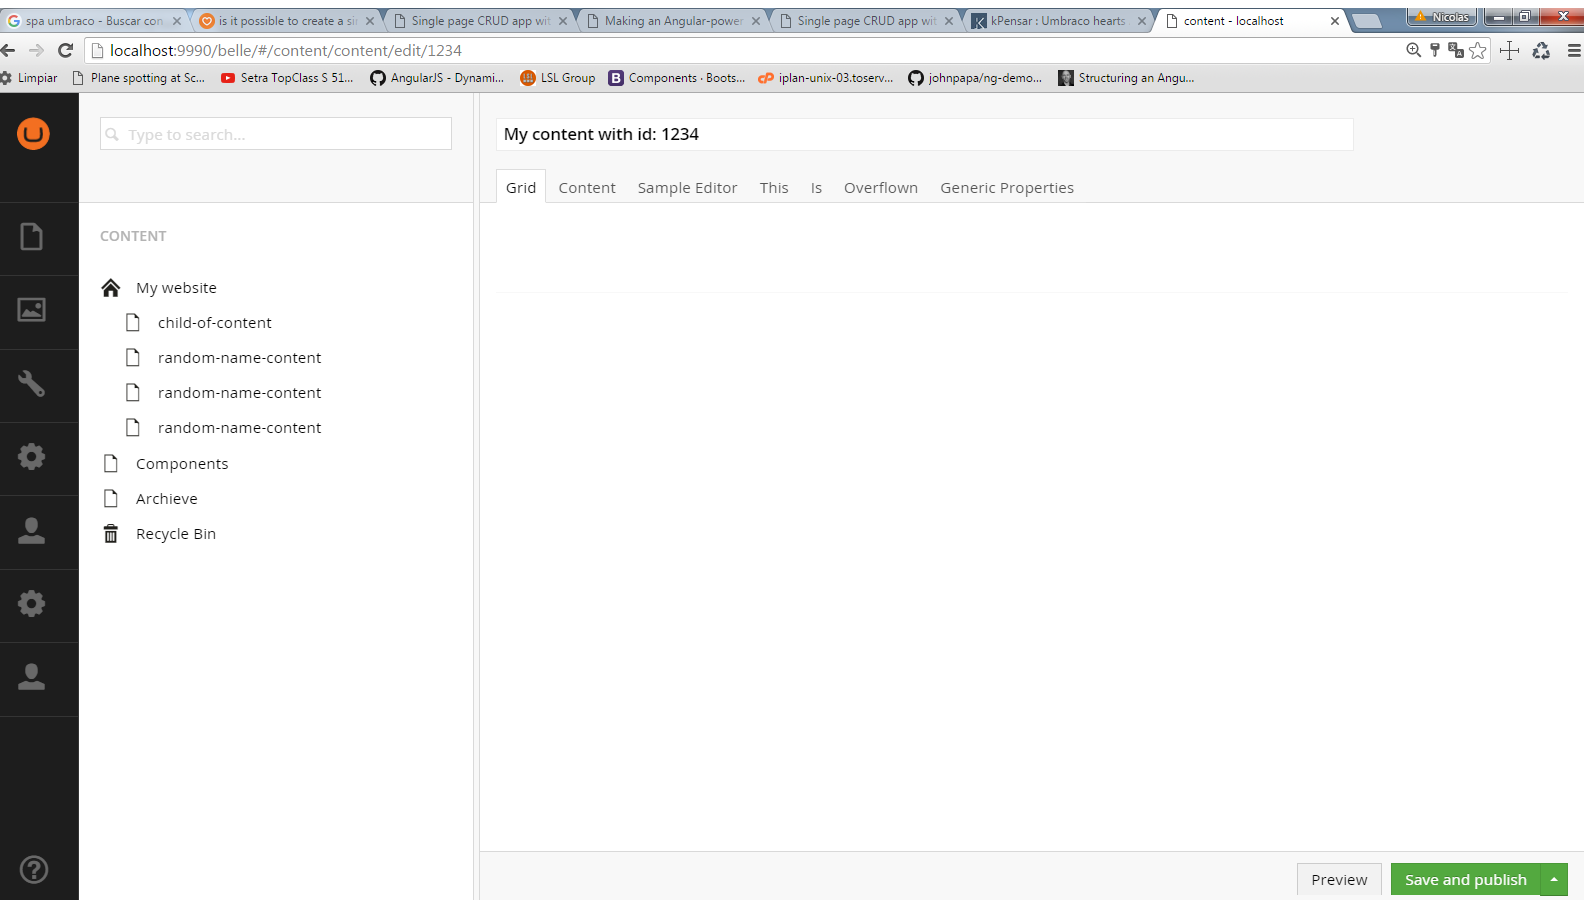 spa umbraco - Buscar con
is it possible to create a sin
Single page CRUD app wit
Making an Angular-power
Single page CRUD app wit
kPensar : Umbraco hearts
content - localhost
Nicolas
localhost:9990/belle/#/content/content/edit/1234
Limpiar
Plane spotting at Sc...
Setra TopClass S 51...
AngularJS - Dynami...
LSL Group
Components · Boots...
iplan-unix-03.toserv...
johnpapa/ng-demo...
Structuring an Angu...
Type to search...
My content with id: 1234
Grid
Content
Sample Editor
This
Is
Overflown
Generic Properties
CONTENT
My website
child-of-content
random-name-content
random-name-content
random-name-content
Components
Archieve
Recycle Bin
Preview
Save and publish